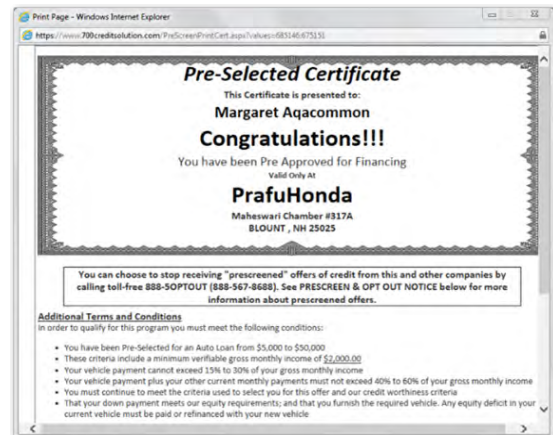 Print Page - Windows Internet Explorer
https://www.700creditsolution.com/PreScreenPrintCert.aspx?values=685146:675151
Pre-Selected Certificate
This Certificate is presented to:
Margaret Aqacommon
Congratulations!!!
You have been Pre Approved for Financing
Valid Only At
PrafuHonda
Maheswari Chamber #317A
BLOUNT , NH 25025
You can choose to stop receiving "prescreened" offers of credit from this and other companies by
calling toll-free 888-5OPTOUT (888-567-8688). See PRESCREEN & OPT OUT NOTICE below for more
information about prescreened offers.
Additional Terms and Conditions
In order to qualify for this program you must meet the following conditions:
• You have been Pre-Selected for an Auto Loan from $5,000 to $50,000
• These criteria include a minimum verifiable gross monthly income of $2,000.00
• Your vehicle payment cannot exceed 15% to 30% of your gross monthly income
• Your vehicle payment plus your other current monthly payments must not exceed 40% to 60% of your gross monthly income
• You must continue to meet the criteria used to select you for this offer and our credit worthiness criteria
• That your down payment meets our equity requirements; and that you furnish the required vehicle. Any equity deficit in your
current vehicle must be paid or refinanced with your new vehicle